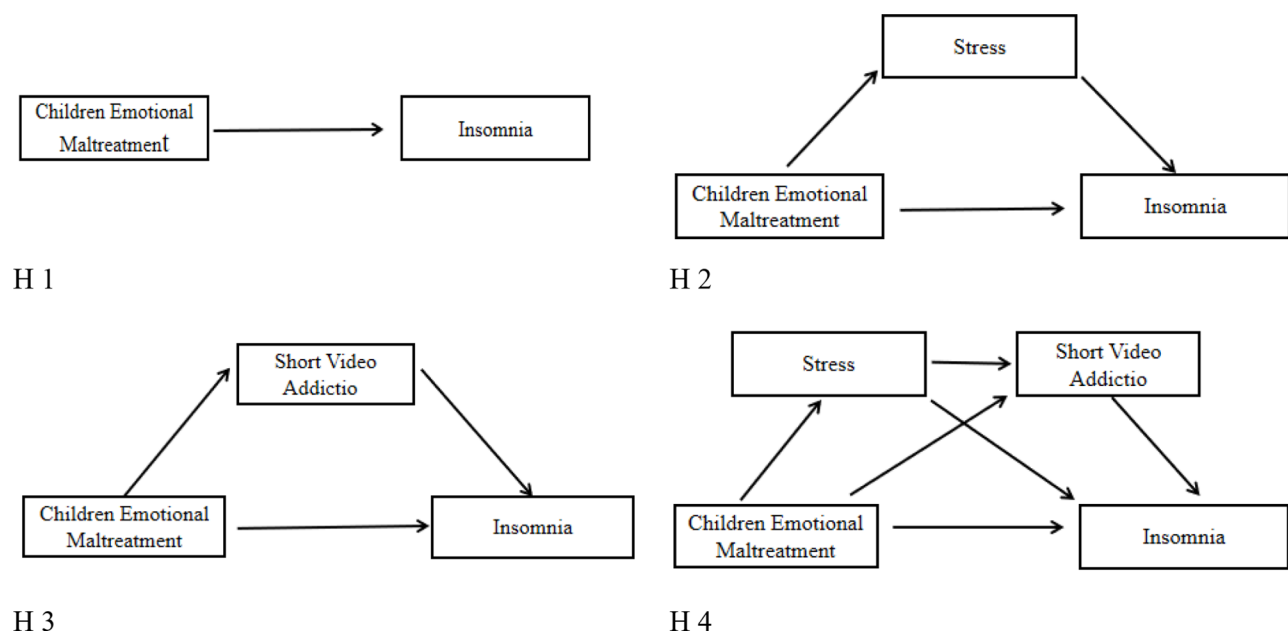 Children Emotional
Maltreatment
Insomnia
H 1
Stress
Children Emotional
Maltreatment
Insomnia
H 2
Short Video
Addictio
Children Emotional
Maltreatment
Insomnia
H 3
Stress
Short Video
Addictio
Children Emotional
Maltreatment
Insomnia
H 4